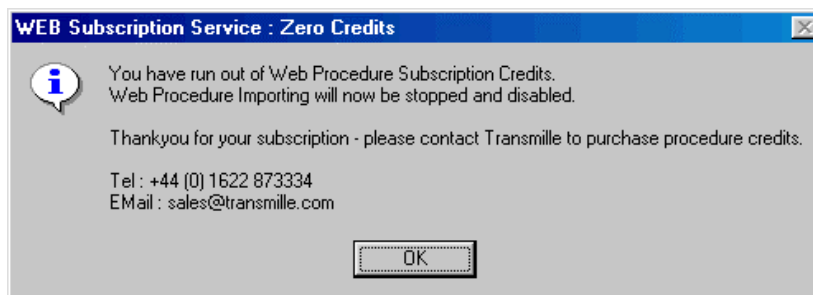 WEB Subscription Service : Zero Credits
You have run out of Web Procedure Subscription Credits.
Web Procedure Importing will now be stopped and disabled.
Thankyou for your subscription - please contact Transmille to purchase procedure credits.
Tel : +44 (0) 1622 873334
EMail : sales@transmille.com
OK